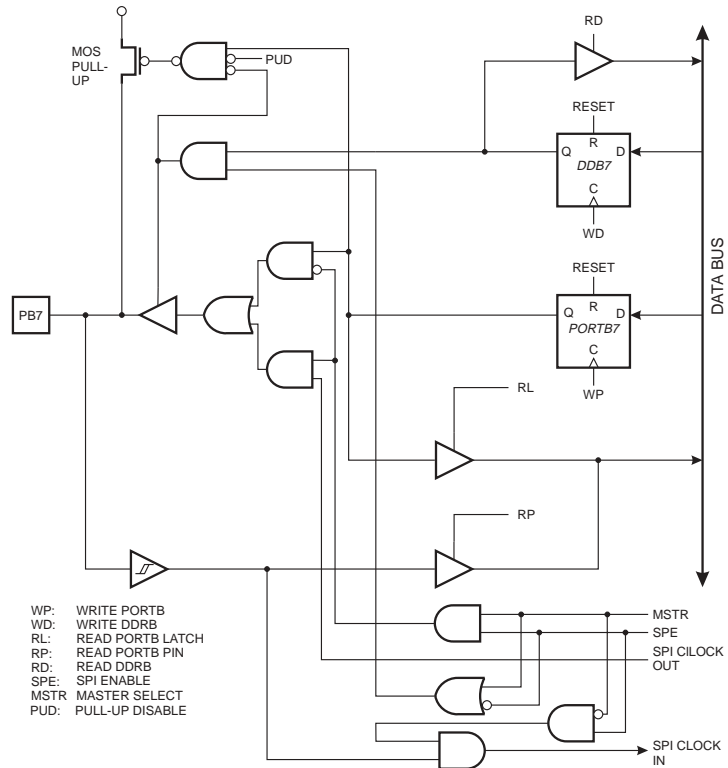 RD
MOS
PULL-
UP
PUD
RESET
R
Q
D
DDB7
C
WD
RESET
R
PB7
Q
D
PORTB7
C
WP
DATA BUS
RL
RP
WP: WRITE PORTB
WD: WRITE DDRB
RL: READ PORTB LATCH
RP: READ PORTB PIN
RD: READ DDRB
SPE: SPI ENABLE
MSTR MASTER SELECT
PUD: PULL-UP DISABLE
MSTR
SPE
SPI CILOCK
OUT
SPI CLOCK
IN